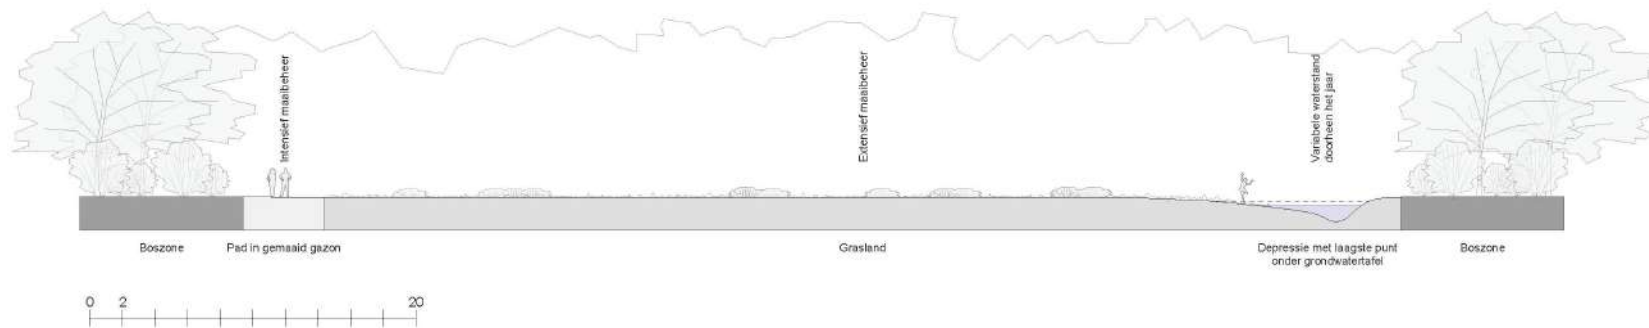 Intensief maaibeheer
Extensief maaibeheer
Variabele waterstand
doorheen het jaar
Boszone
Pad in gemaaid gazon
Grasland
Depressie met laagste punt
onder grondwatertafel
Boszone
0 2 20